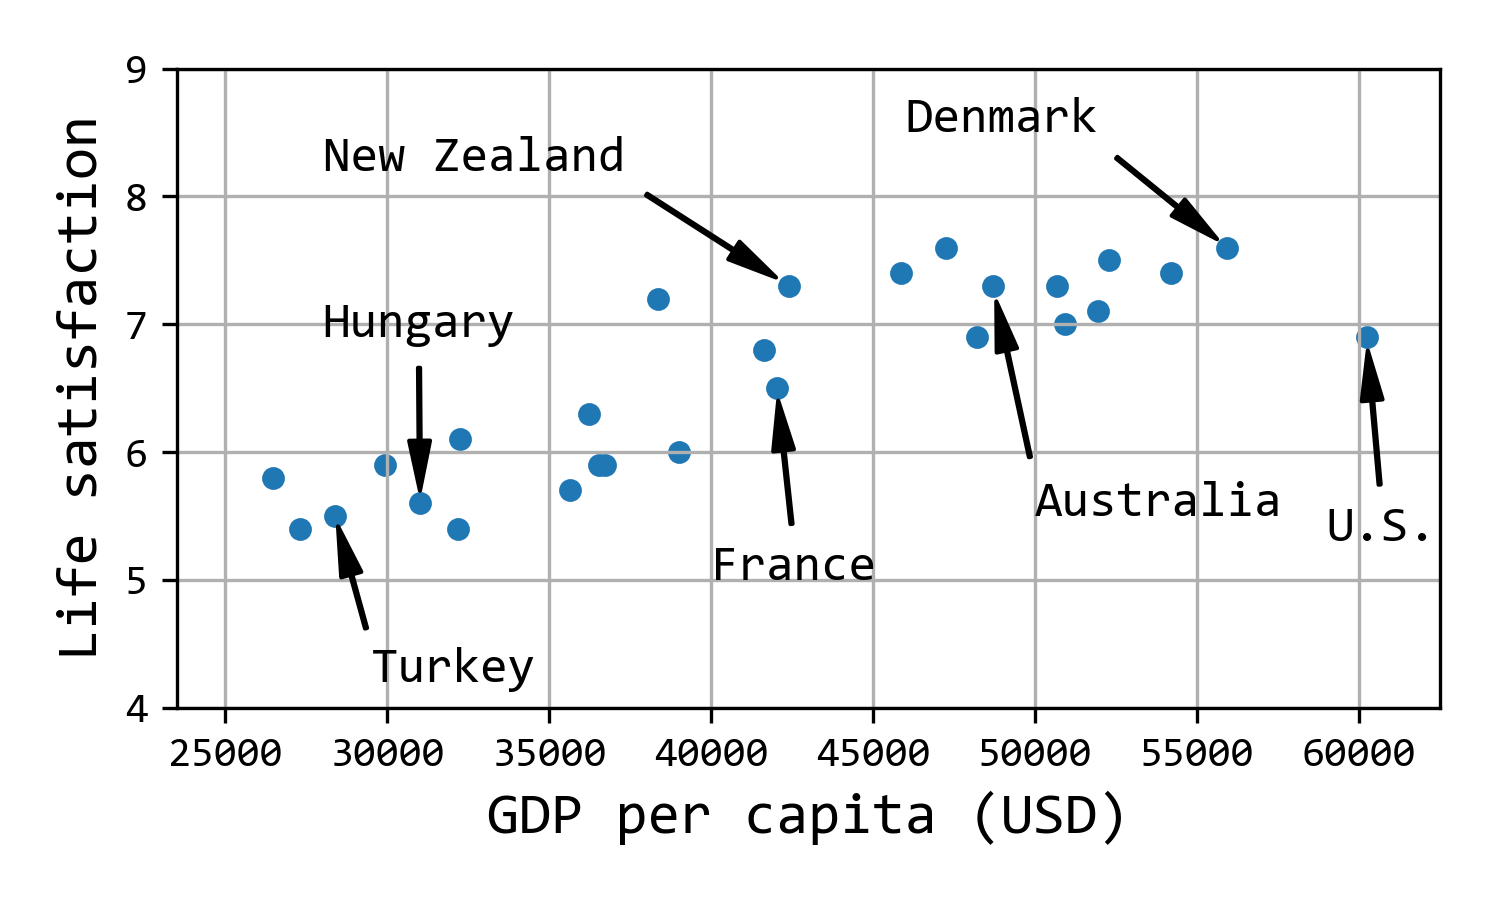 9
Denmark
New Zealand
8
Hungary
7
6
Australia
U.S.
France
5
Turkey
4
25000 30000 35000 40000 45000 50000 55000 60000
GDP per capita (USD)
Life satisfaction